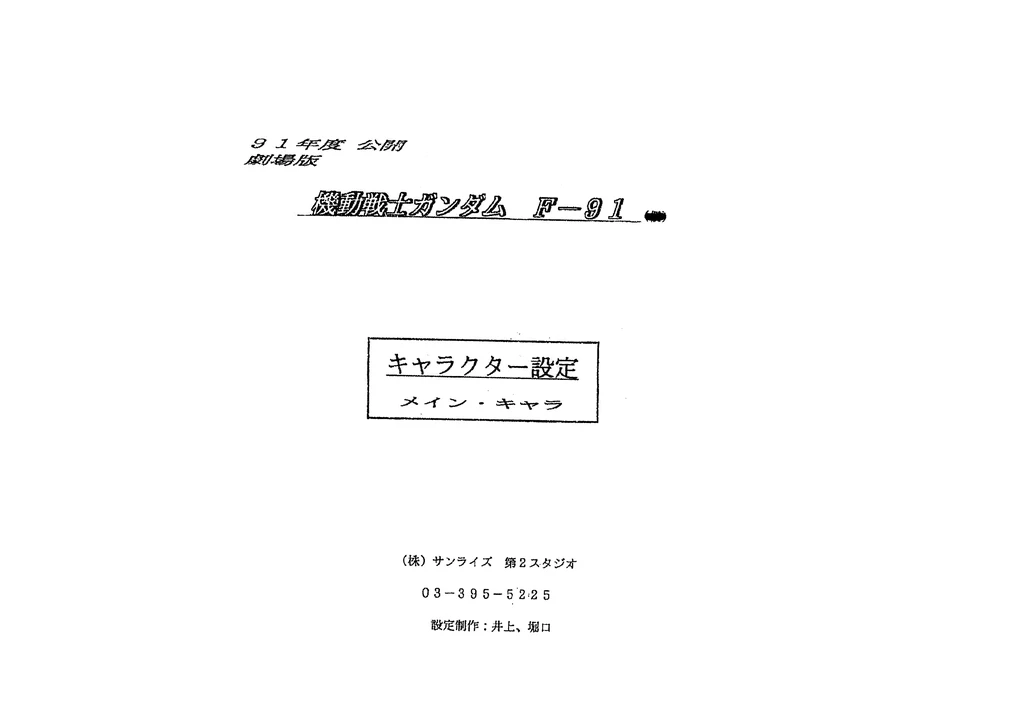 91年度 公開
劇場版
機動戦士ガンダム F-91
キャラクター設定
メイン・キャラ
(株)サンライズ 第2スタジオ
03-395-5225
設定制作:井上、堀口